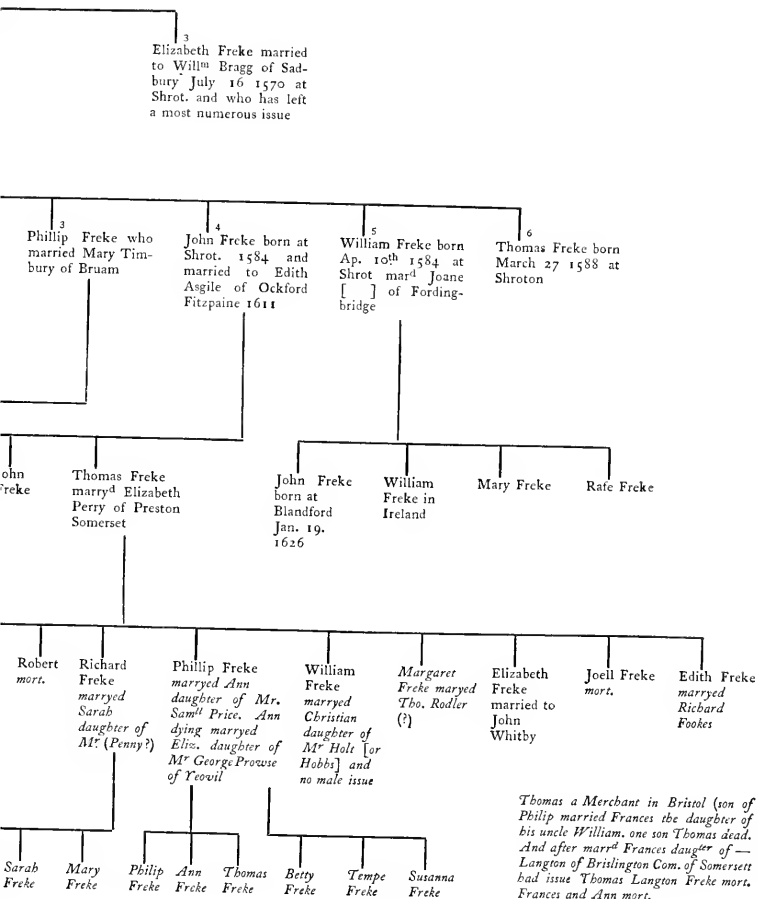 3
Elizabeth Freke married
to Willm Bragg of Sad-
bury July 16 1570 at
Shrot. and who has left
a most numerous issue
3
Phillip Freke who
married Mary Tim-
bury of Bruam
4
John Freke born at
Shrot. 1584 and
married to Edith
Asgile of Ockford
Fitzpaine 1611
5
William Freke born
Ap. 10th 1584 at
Shrot mard Joane
[ ] of Fording-
bridge
6
Thomas Freke born
March 27 1588 at
Shroton
ohn
Freke
Thomas Freke
marryd Elizabeth
Perry of Preston
Somerset
John Freke
born at
Blandford
Jan. 19.
1626
William
Freke in
Ireland
Mary Freke
Rafe Freke
Robert
mort.
Richard
Freke
marryed
Sarah
daughter of
Mr (Penny?)
Phillip Freke
marryed Ann
daughter of Mr.
Samll Price. Ann
dying marryed
Eliz. daughter of
Mr George Prowse
of Yeovil
William
Freke
marryed
Christian
daughter of
Mr Holt [or
Hobbs] and
no male issue
Margaret
Freke maryed
Tho. Rodler
(?)
Elizabeth
Freke
married to
John
Whitby
Joell Freke
mort.
Edith Freke
marryed
Richard
Fookes
Sarah
Freke
Mary
Freke
Philip
Freke
Ann
Freke
Thomas
Freke
Betty
Freke
Tempe
Freke
Susanna
Freke
Thomas a Merchant in Bristol (son of
Philip married Frances the daughter of
his uncle William. one son Thomas dead.
And after marrd Frances daugter of —
Langton of Brislington Com. of Somersett
had issue Thomas Langton Freke mort.
Frances and Ann mort.